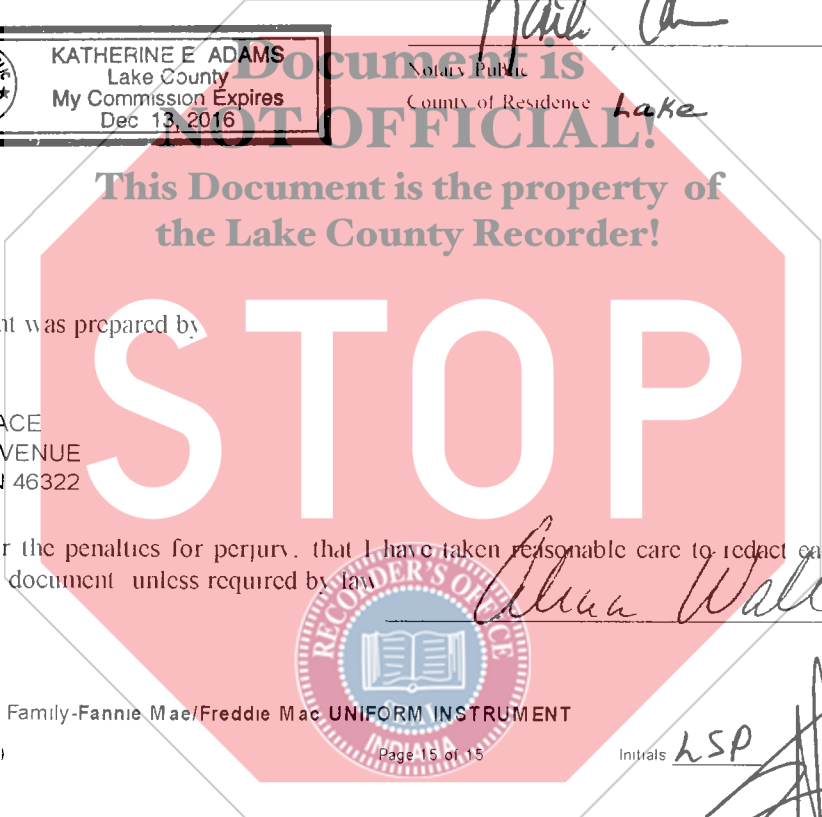 KATHERINE E ADAMS
Lake County
My Commission Expires
Dec 13, 2016
Notary Public
County of Residence Lake
Document is
NOT OFFICIAL!
This Document is the property of
the Lake County Recorder!
STOP
nt was prepared by
ACE
VENUE
N 46322
r the penalties for perjury, that I have taken reasonable care to redact ea
document unless required by law
RECORDER'S OFFICE
INDIANA
Family-Fannie Mae/Freddie Mac UNIFORM INSTRUMENT
Page 15 of 15
Initials LSP